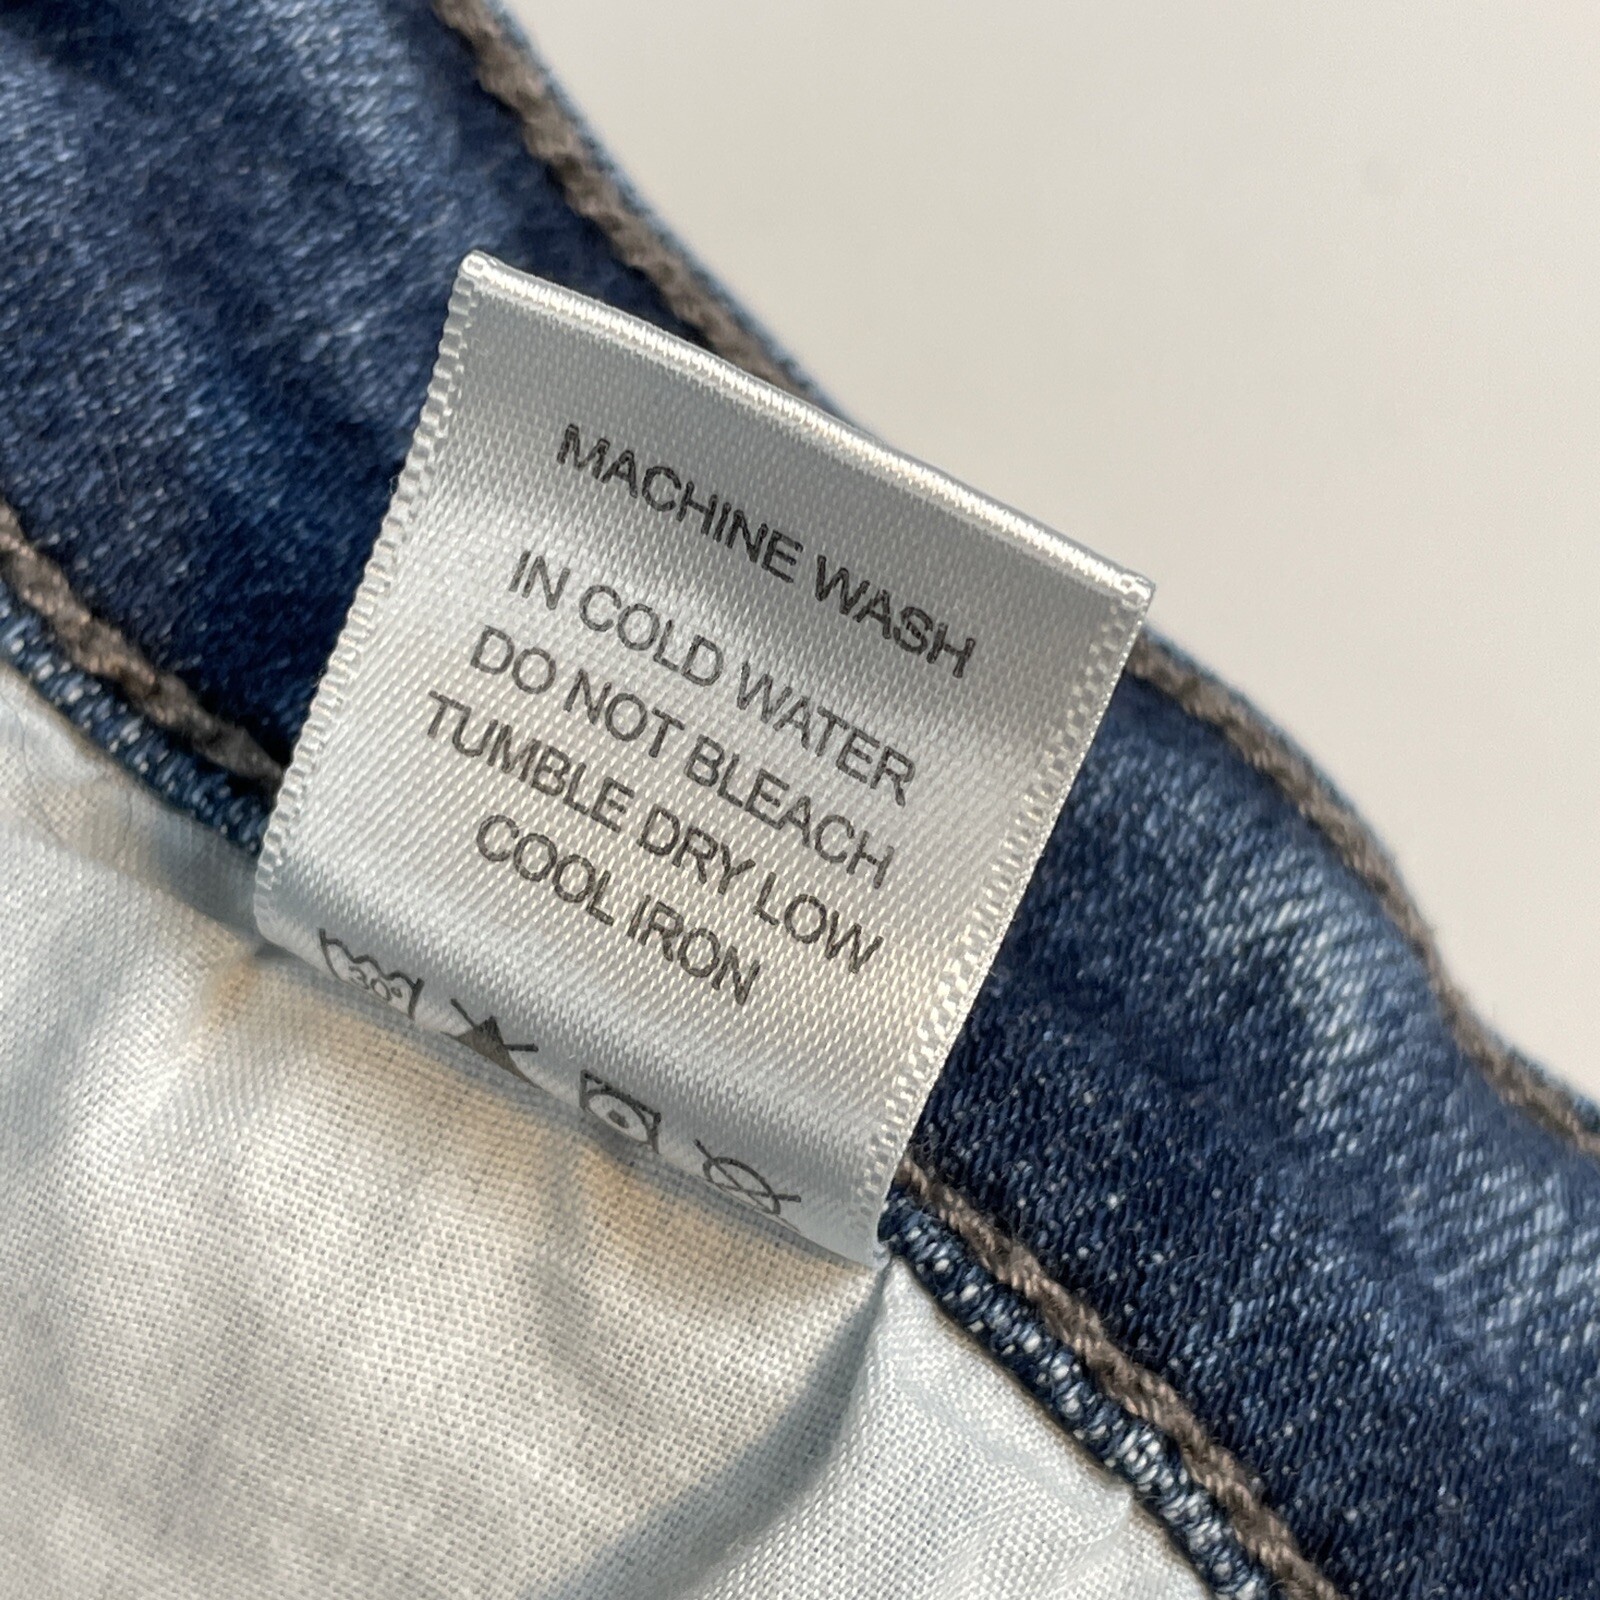 MACHINE WASH
IN COLD WATER
DO NOT BLEACH
TUMBLE DRY LOW
COOL IRON
30°